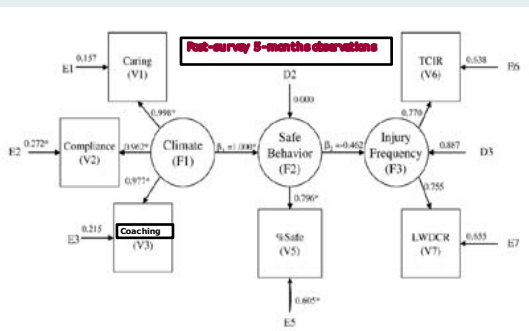 Post-survey 5-months observations
Caring
(V1)
0.157
E1
0.998*
D2
0.000
TCIR
(V6)
0.638
E6
0.770
E2
0.272*
Compliance
(V2)
0.962*
Climate
(F1)
β₁ =1.000*
Safe
Behavior
(F2)
β₂ =-0.462
Injury
Frequency
(F3)
0.887
D3
0.977*
0.796*
0.755
E3
0.215
Coaching
(V3)
%Safe
(V5)
LWDCR
(V7)
0.655
E7
0.605*
E5